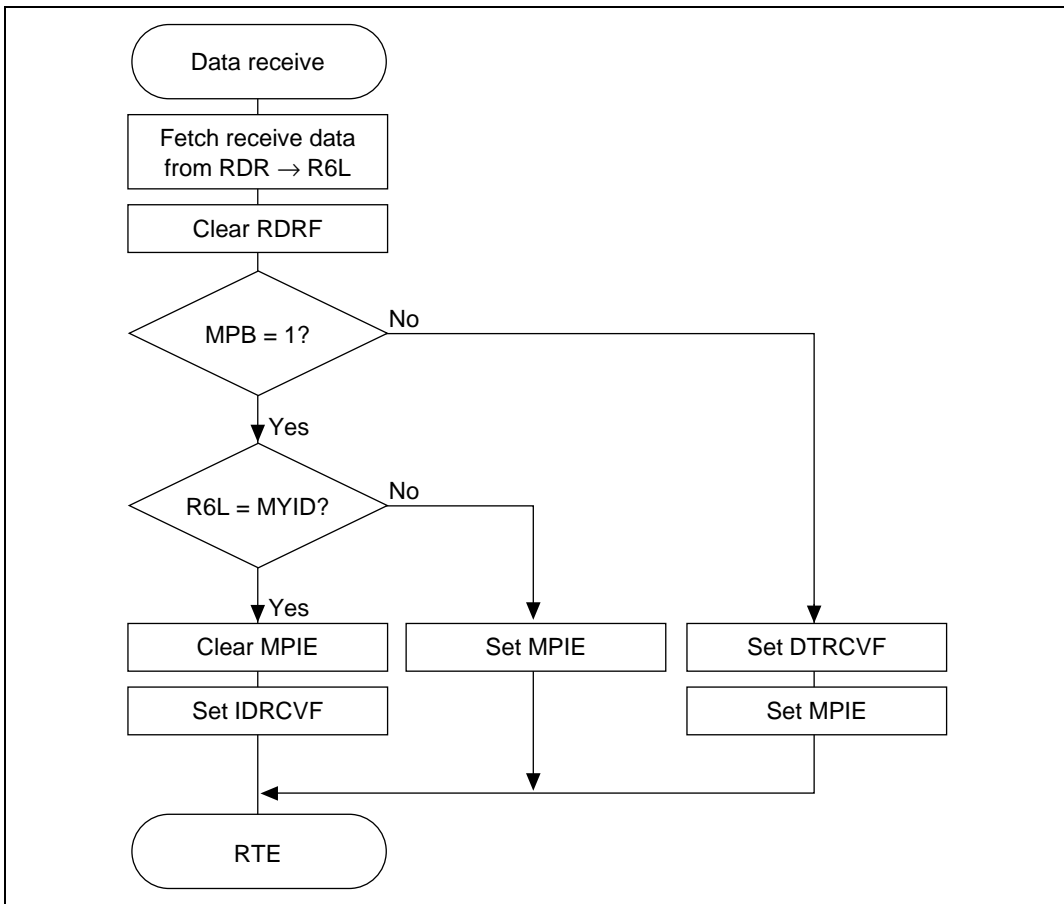 Data receive
Fetch receive data
from RDR → R6L
Clear RDRF
MPB = 1?
No
Yes
R6L = MYID?
No
Yes
Clear MPIE
Set MPIE
Set DTRCVF
Set IDRCVF
Set MPIE
RTE